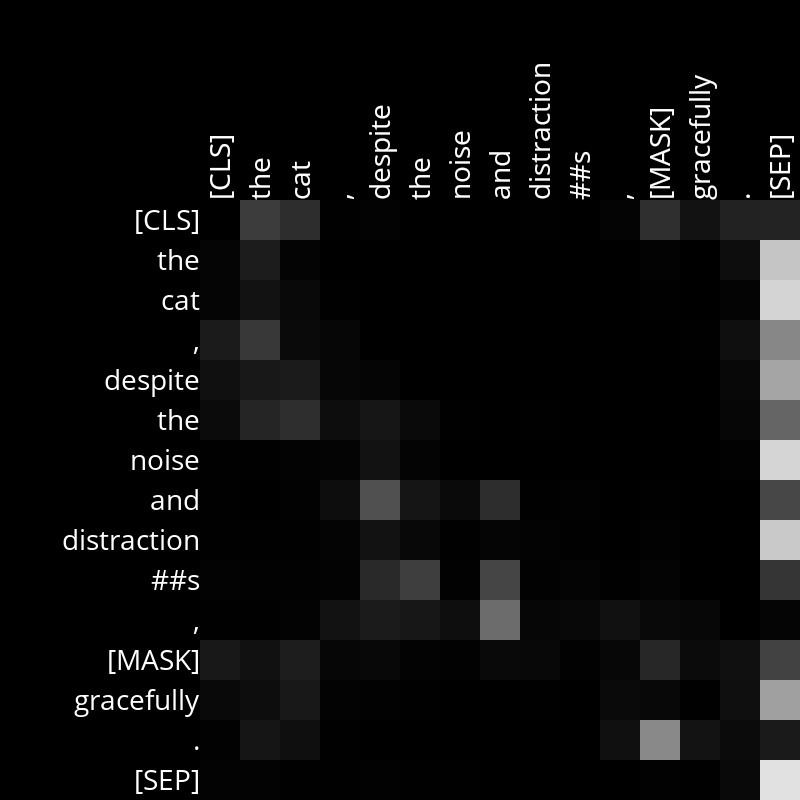 [CLS] the cat , despite the noise and distraction ##s , [MASK] gracefully . [SEP]
[CLS]
the
cat
,
despite
the
noise
and
distraction
##s
,
[MASK]
gracefully
.
[SEP]